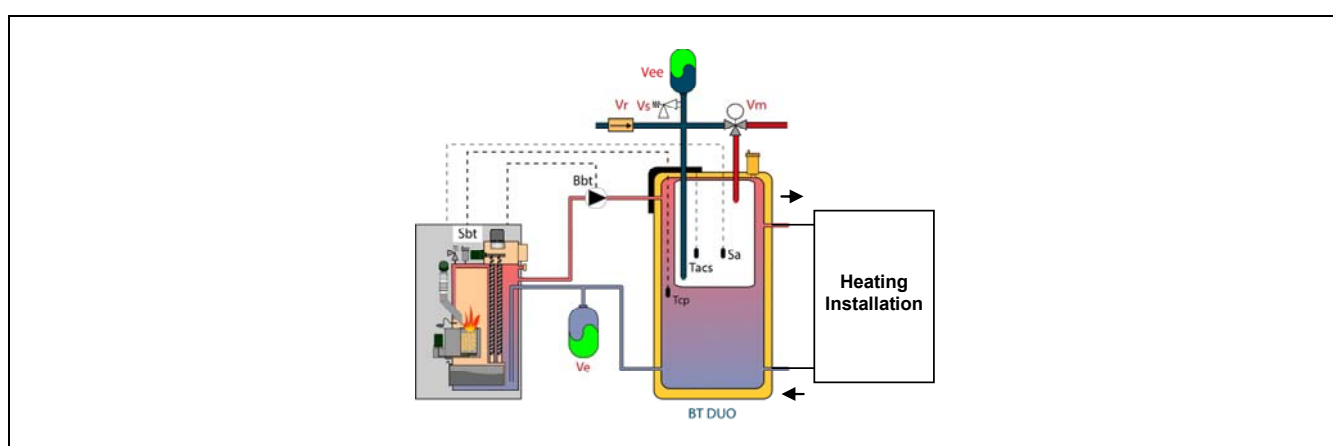 Vee
Vr
Vs
Vm
Bbt
Sbt
Tacs
Sa
Tcp
Heating
Installation
Ve
BT DUO